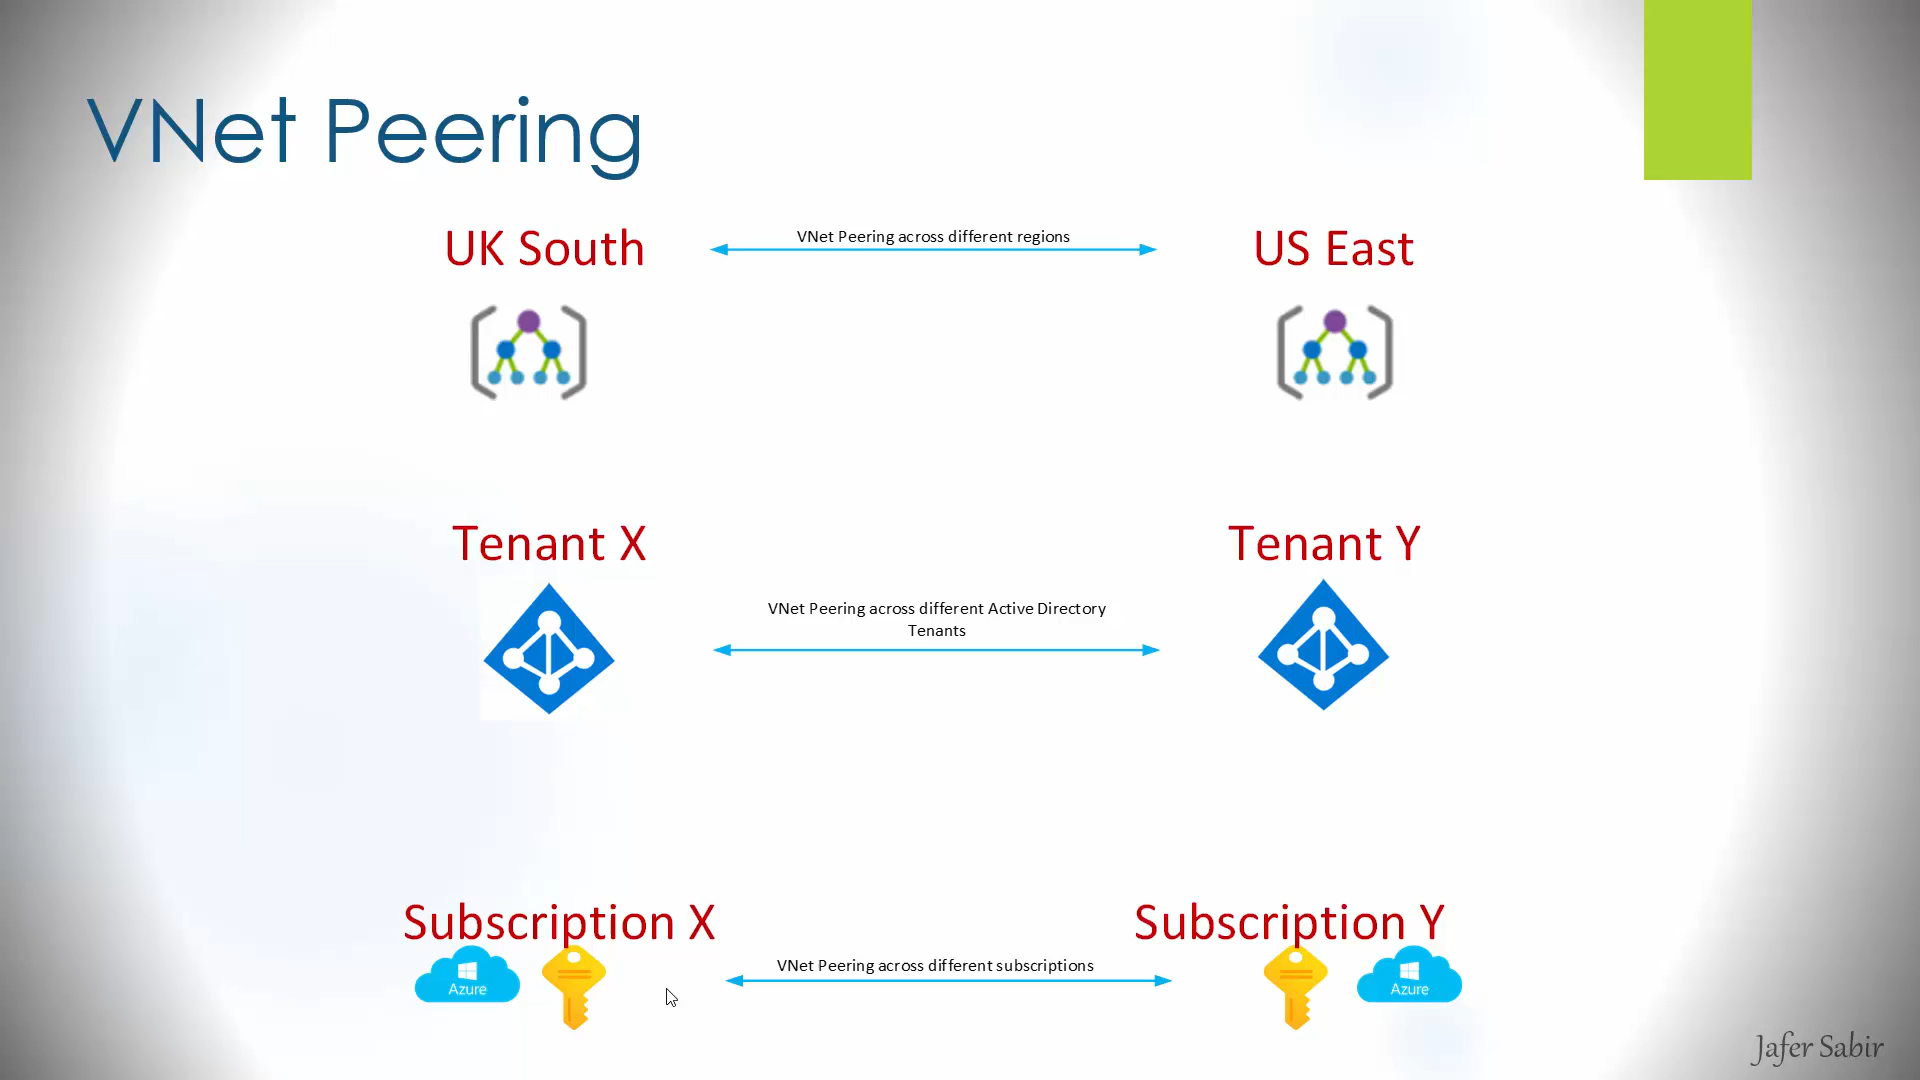 VNet Peering
UK South
VNet Peering across different regions
US East
Tenant X
Tenant Y
VNet Peering across different Active Directory
Tenants
Subscription X
Subscription Y
Azure
VNet Peering across different subscriptions
Azure
Jafer Sabir